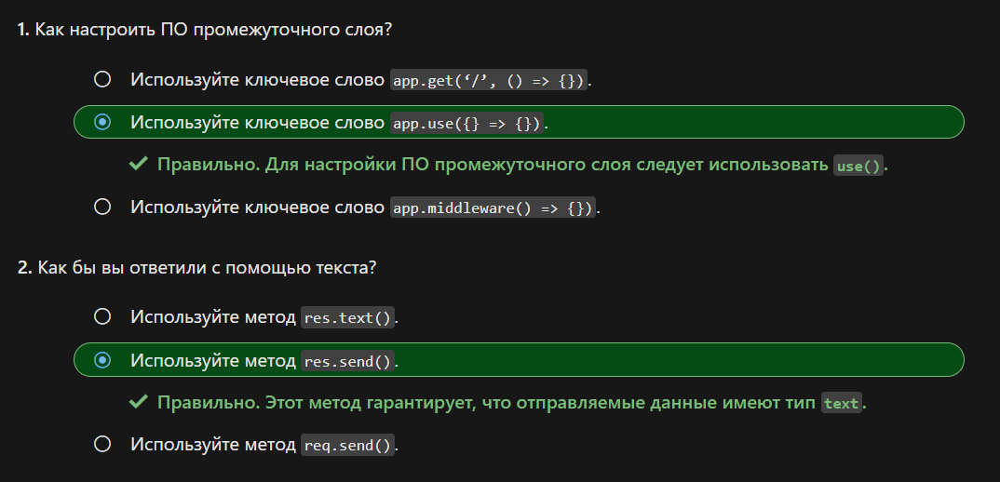 1. Как настроить ПО промежуточного слоя?
Используйте ключевое слово app.get(‘/’, () => {}).
Используйте ключевое слово app.use({} => {}).
Правильно. Для настройки ПО промежуточного слоя следует использовать use().
Используйте ключевое слово app.middleware() => {}).
2. Как бы вы ответили с помощью текста?
Используйте метод res.text().
Используйте метод res.send().
Правильно. Этот метод гарантирует, что отправляемые данные имеют тип text.
Используйте метод req.send().